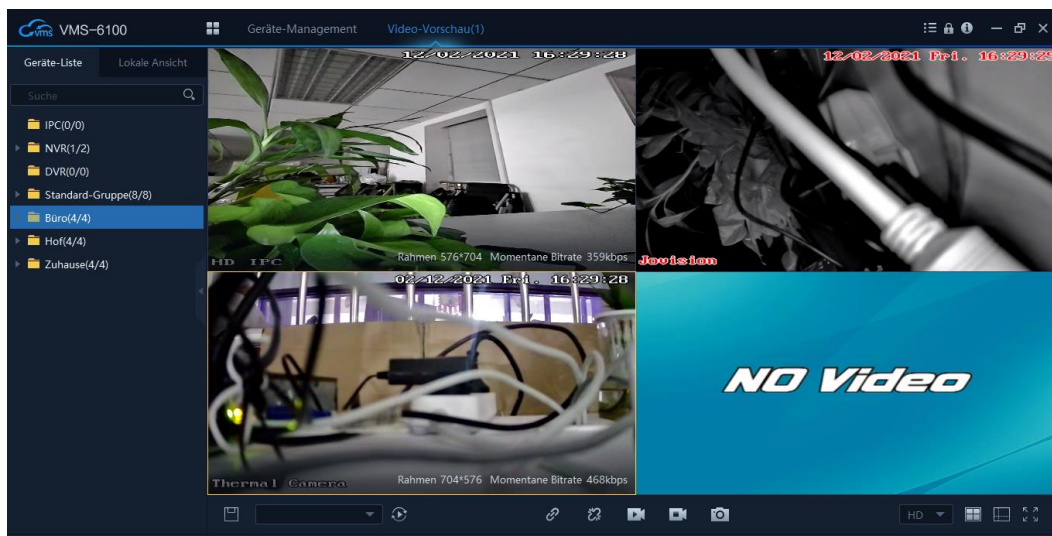 vms VMS-6100
Geräte-Management
Video-Vorschau(1)
Geräte-Liste
Lokale Ansicht
Suche
IPC(0/0)
NVR(1/2)
DVR(0/0)
Standard-Gruppe(8/8)
Büro(4/4)
Hof(4/4)
Zuhause(4/4)
12/02/2021 16:29:28
HD IPC
Rahmen 576*704 Momentane Bitrate 359kbps
12/02/2021 Fri. 16:29:29
Jovision
02/12/2021 Fri. 16:29:28
Thermal Camera
Rahmen 704*576 Momentane Bitrate 468kbps
NO Video
HD